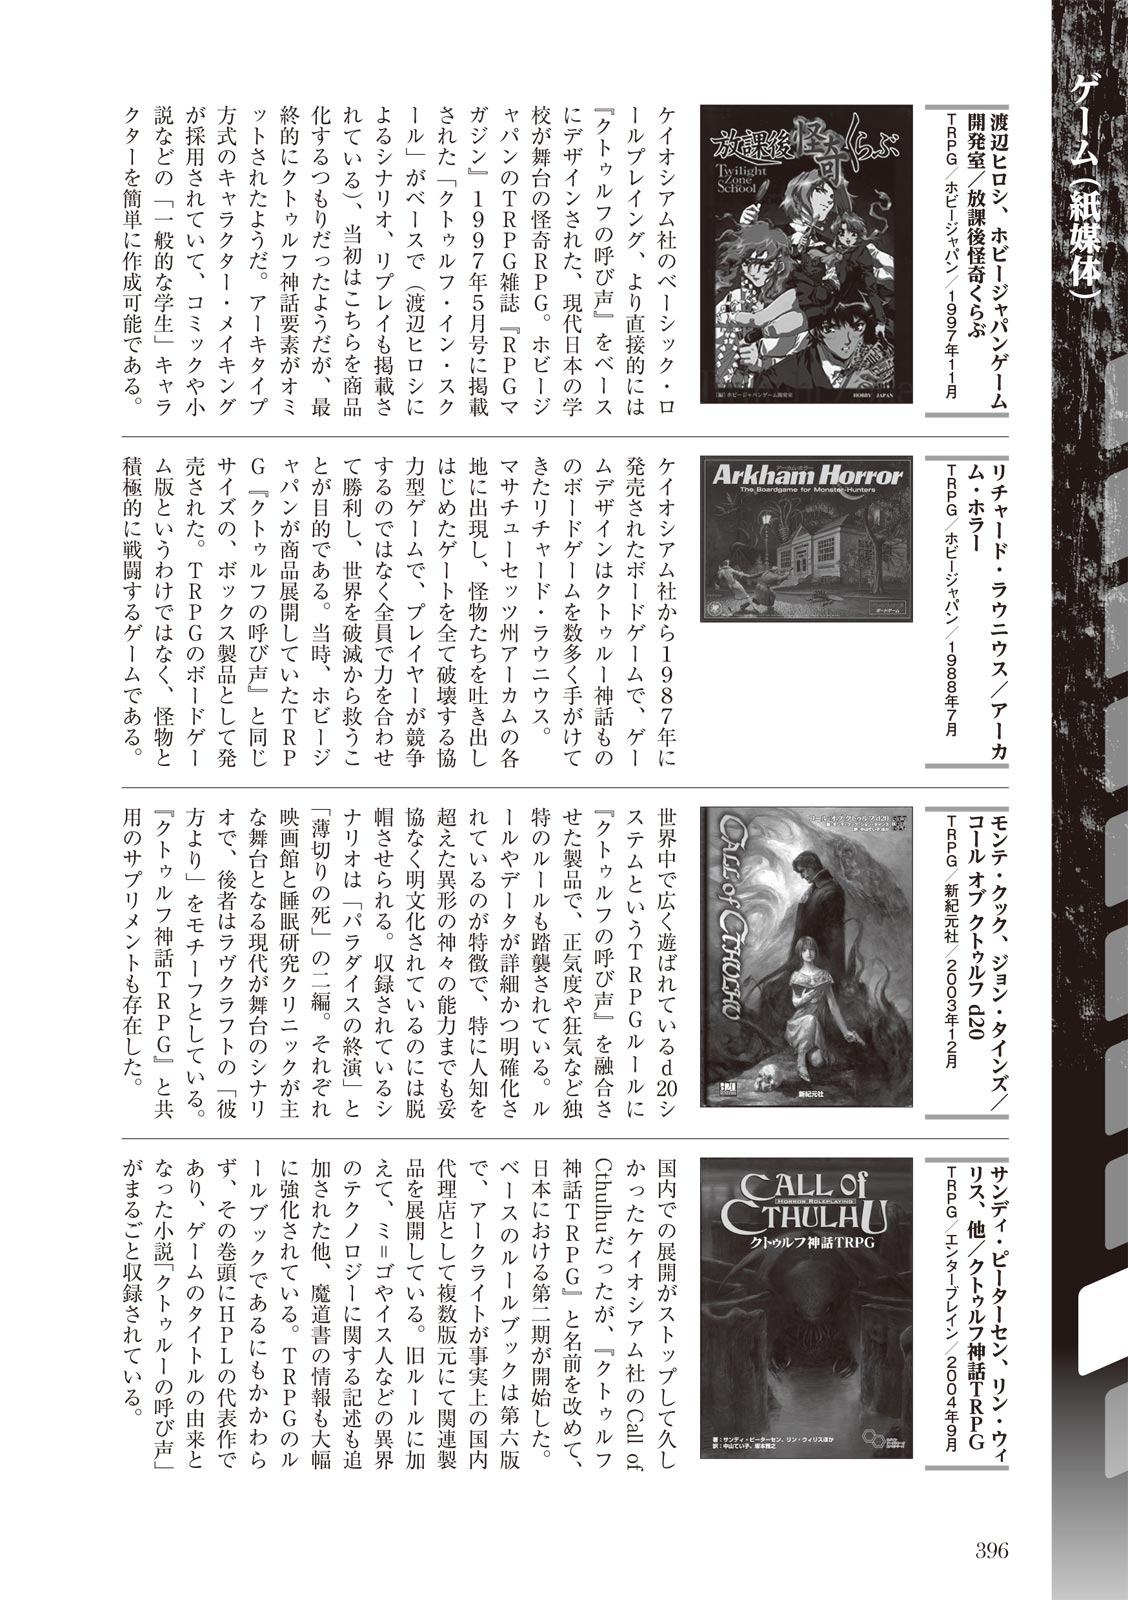 ゲーム（紙媒体）
渡辺ヒロシ、ホビージャパンゲーム
開発室／放課後怪奇くらぶ
ＴＲＰＧ／ホビージャパン／1997年11月
放課後怪奇くらぶ
Twilight
Zone
School
［編］ホビージャパンゲーム開発室
HOBBY JAPAN
ケイオシアム社のベーシック・ロ
ールプレイング、より直接的には
『クトゥルフの呼び声』をベース
にデザインされた、現代日本の学
校が舞台の怪奇ＲＰＧ。ホビージ
ャパンのＴＲＰＧ雑誌『ＲＰＧマ
ガジン』１９９７年５月号に掲載
された「クトゥルフ・イン・スク
ール」がベースで（渡辺ヒロシに
よるシナリオ、リプレイも掲載さ
れている）、当初はこちらを商品
化するつもりだったようだが、最
終的にクトゥルフ神話要素がオミ
ットされたようだ。アーキタイプ
方式のキャラクター・メイキング
が採用されていて、コミックや小
説などの「一般的な学生」キャラ
クターを簡単に作成可能である。
リチャード・ラウニウス／アーカ
ム・ホラー
ＴＲＰＧ／ホビージャパン／1988年7月
アーカム・ホラー
Arkham Horror
The Boardgame for Monster-Hunters
ボードゲーム
ケイオシアム社から１９８７年に
発売されたボードゲームで、ゲー
ムデザインはクトゥルー神話もの
のボードゲームを数多く手がけて
きたリチャード・ラウニウス。
マサチューセッツ州アーカムの各
地に出現し、怪物たちを吐き出し
はじめたゲートを全て破壊する協
力型ゲームで、プレイヤーが競争
するのではなく全員で力を合わせ
て勝利し、世界を破滅から救うこ
とが目的である。当時、ホビージ
ャパンが商品展開していたＴＲＰ
Ｇ『クトゥルフの呼び声』と同じ
サイズの、ボックス製品として発
売された。ＴＲＰＧのボードゲー
ム版というわけではなく、怪物と
積極的に戦闘するゲームである。
モンテ・クック、ジョン・タインズ／
コール オブ クトゥルフ d20
ＴＲＰＧ／新紀元社／2003年12月
コール オブ クトゥルフ d20
CALL of CTHULHU
新紀元社
世界中で広く遊ばれているd20シ
ステムというＴＲＰＧルールに
『クトゥルフの呼び声』を融合さ
せた製品で、正気度や狂気など独
特のルールも踏襲されている。ル
ールやデータが詳細かつ明確化さ
れているのが特徴で、特に人知を
超えた異形の神々の能力までも妥
協なく明文化されているのには脱
帽させられる。収録されているシ
ナリオは「パラダイスの終演」と
「薄切りの死」の二編。それぞれ
映画館と睡眠研究クリニックが主
な舞台となる現代が舞台のシナリ
オで、後者はラヴクラフトの「彼
方より」をモチーフとしている。
『クトゥルフ神話ＴＲＰＧ』と共
用のサプリメントも存在した。
サンディ・ピーターセン、リン・ウィ
リス、他／クトゥルフ神話ＴＲＰＧ
ＴＲＰＧ／エンターブレイン／2004年9月
CALL of
HORROR ROLEPLAYING
CTHULHU
クトゥルフ神話TRPG
著：サンディ・ピーターセン、リン・ウィリスほか
訳：中山てい子、坂本雅之
国内での展開がストップして久し
かったケイオシアム社のCall of
Cthulhuだったが、『クトゥルフ
神話ＴＲＰＧ』と名前を改めて、
日本における第二期が開始した。
ベースのルールブックは第六版
で、アークライトが事実上の国内
代理店として複数版元にて関連製
品を展開している。旧ルールに加
えて、ミ＝ゴやイス人などの異界
のテクノロジーに関する記述も追
加された他、魔道書の情報も大幅
に強化されている。ＴＲＰＧのル
ールブックであるにもかかわら
ず、その巻頭にＨＰＬの代表作で
あり、ゲームのタイトルの由来と
なった小説「クトゥルーの呼び声」
がまるごと収録されている。
396